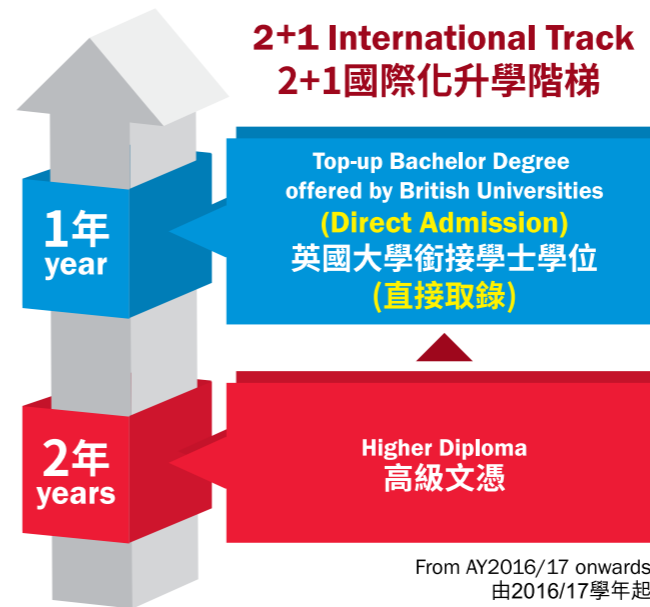 2+1 International Track
2+1國際化升學階梯
Top-up Bachelor Degree
offered by British Universities
(Direct Admission)
英國大學銜接學士學位
(直接取錄)
1年
year
Higher Diploma
高級文憑
2年
years
From AY2016/17 onwards
由2016/17學年起